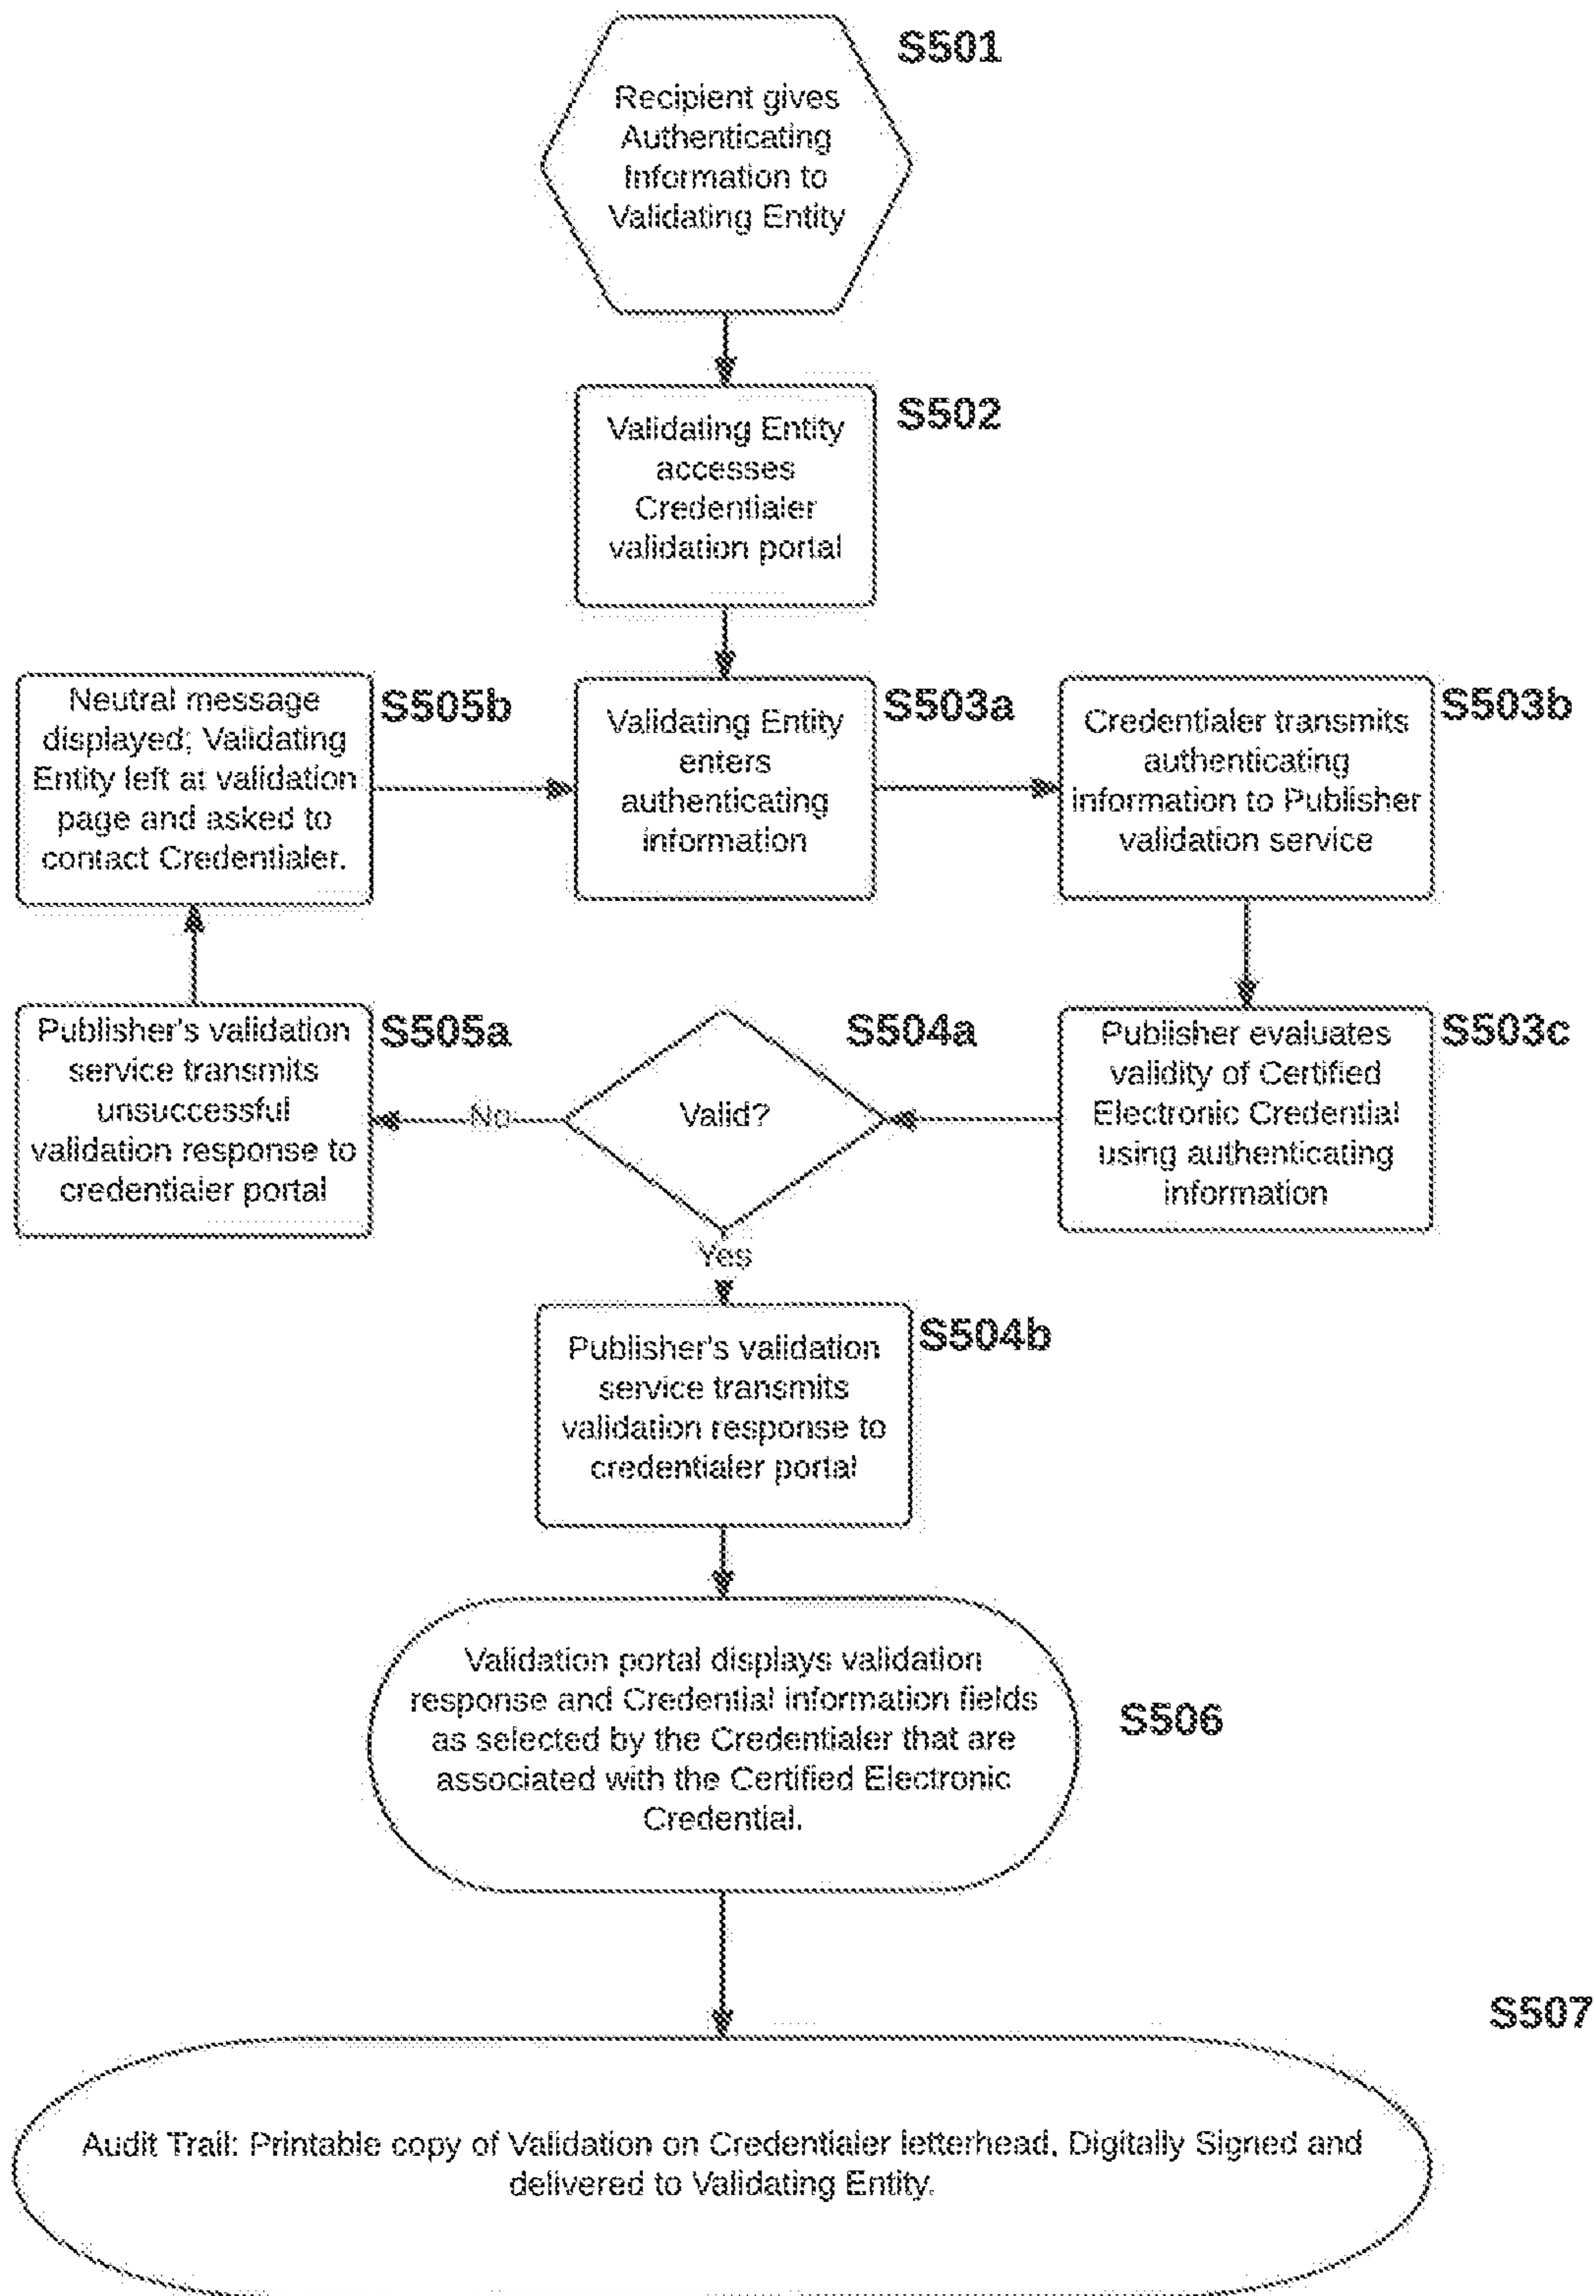 S501
Recipient gives
Authenticating
Information to
Validating Entity
S502
Validating Entity
accesses
Credentialer
validation portal
Neutral message
displayed; Validating
Entity left at validation
page and asked to
contact Credentialer.
S505b
Validating Entity
enters
authenticating
information
S503a
Credentialer transmits
authenticating
information to Publisher
validation service
S503b
Publisher's validation
service transmits
unsuccessful
validation response to
credentialer portal
S505a
No
Valid?
S504a
Publisher evaluates
validity of Certified
Electronic Credential
using authenticating
information
S503c
Yes
Publisher's validation
service transmits
validation response to
credentialer portal
S504b
Validation portal displays validation
response and Credential information fields
as selected by the Credentialer that are
associated with the Certified Electronic
Credential.
S506
S507
Audit Trail: Printable copy of Validation on Credentialer letterhead, Digitally Signed and
delivered to Validating Entity.